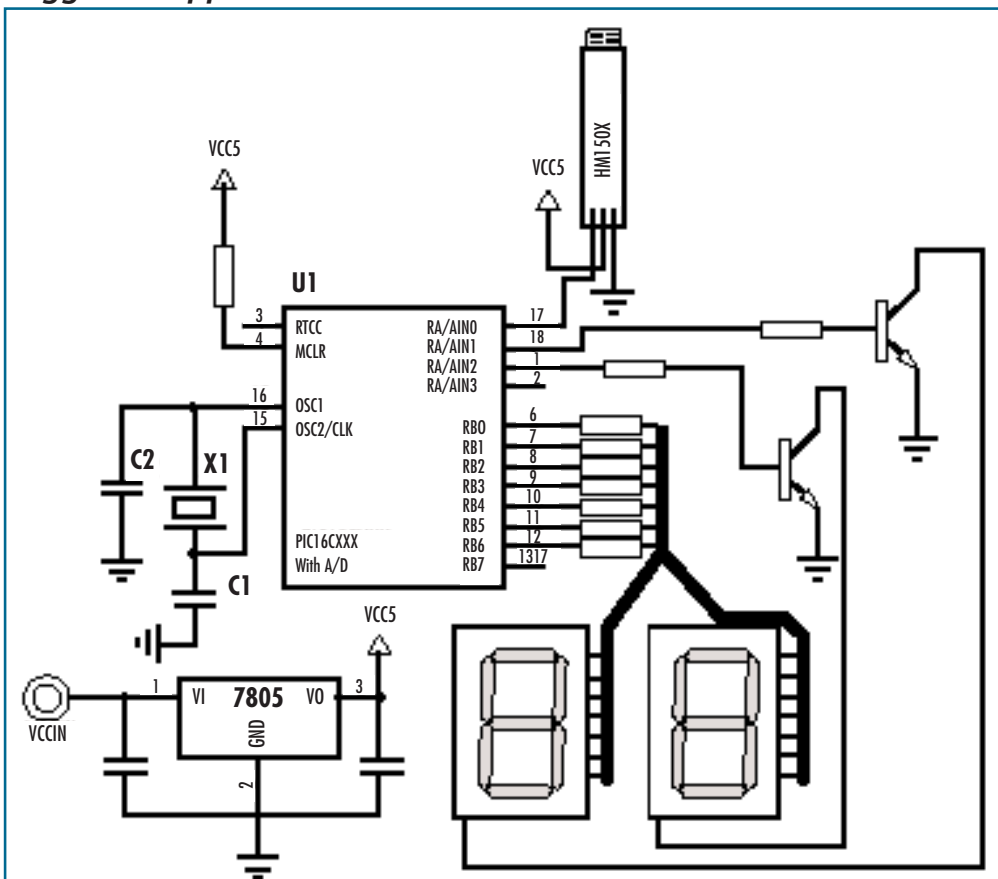 VCC5
HM150X
VCC5
U1
3
RTCC
4
MCLR
16
OSC1
15
OSC2/CLK
17
RA/AIN0
18
RA/AIN1
1
RA/AIN2
2
RA/AIN3
6
RB0
7
RB1
8
RB2
9
RB3
10
RB4
11
RB5
12
RB6
1317
RB7
PIC16CXXX
With A/D
C2
X1
C1
VCC5
VCCIN
1
VI
7805
VO
3
GND
2